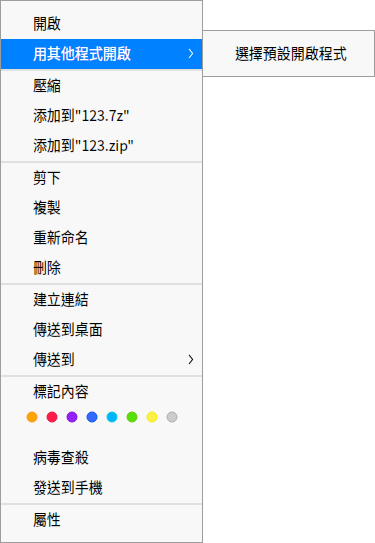 開啟
用其他程式開啟
選擇預設開啟程式
壓縮
添加到"123.7z"
添加到"123.zip"
剪下
複製
重新命名
刪除
建立連結
傳送到桌面
傳送到
標記內容
病毒查殺
發送到手機
屬性